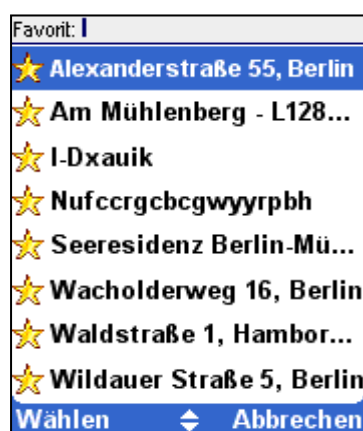 Favorit:
Alexanderstraße 55, Berlin
Am Mühlenberg - L128...
I-Dxauik
Nufccrgcbcgwyyrpbh
Seeresidenz Berlin-Mü...
Wacholderweg 16, Berlin
Waldstraße 1, Hambor...
Wildauer Straße 5, Berlin
Wählen Abbrechen